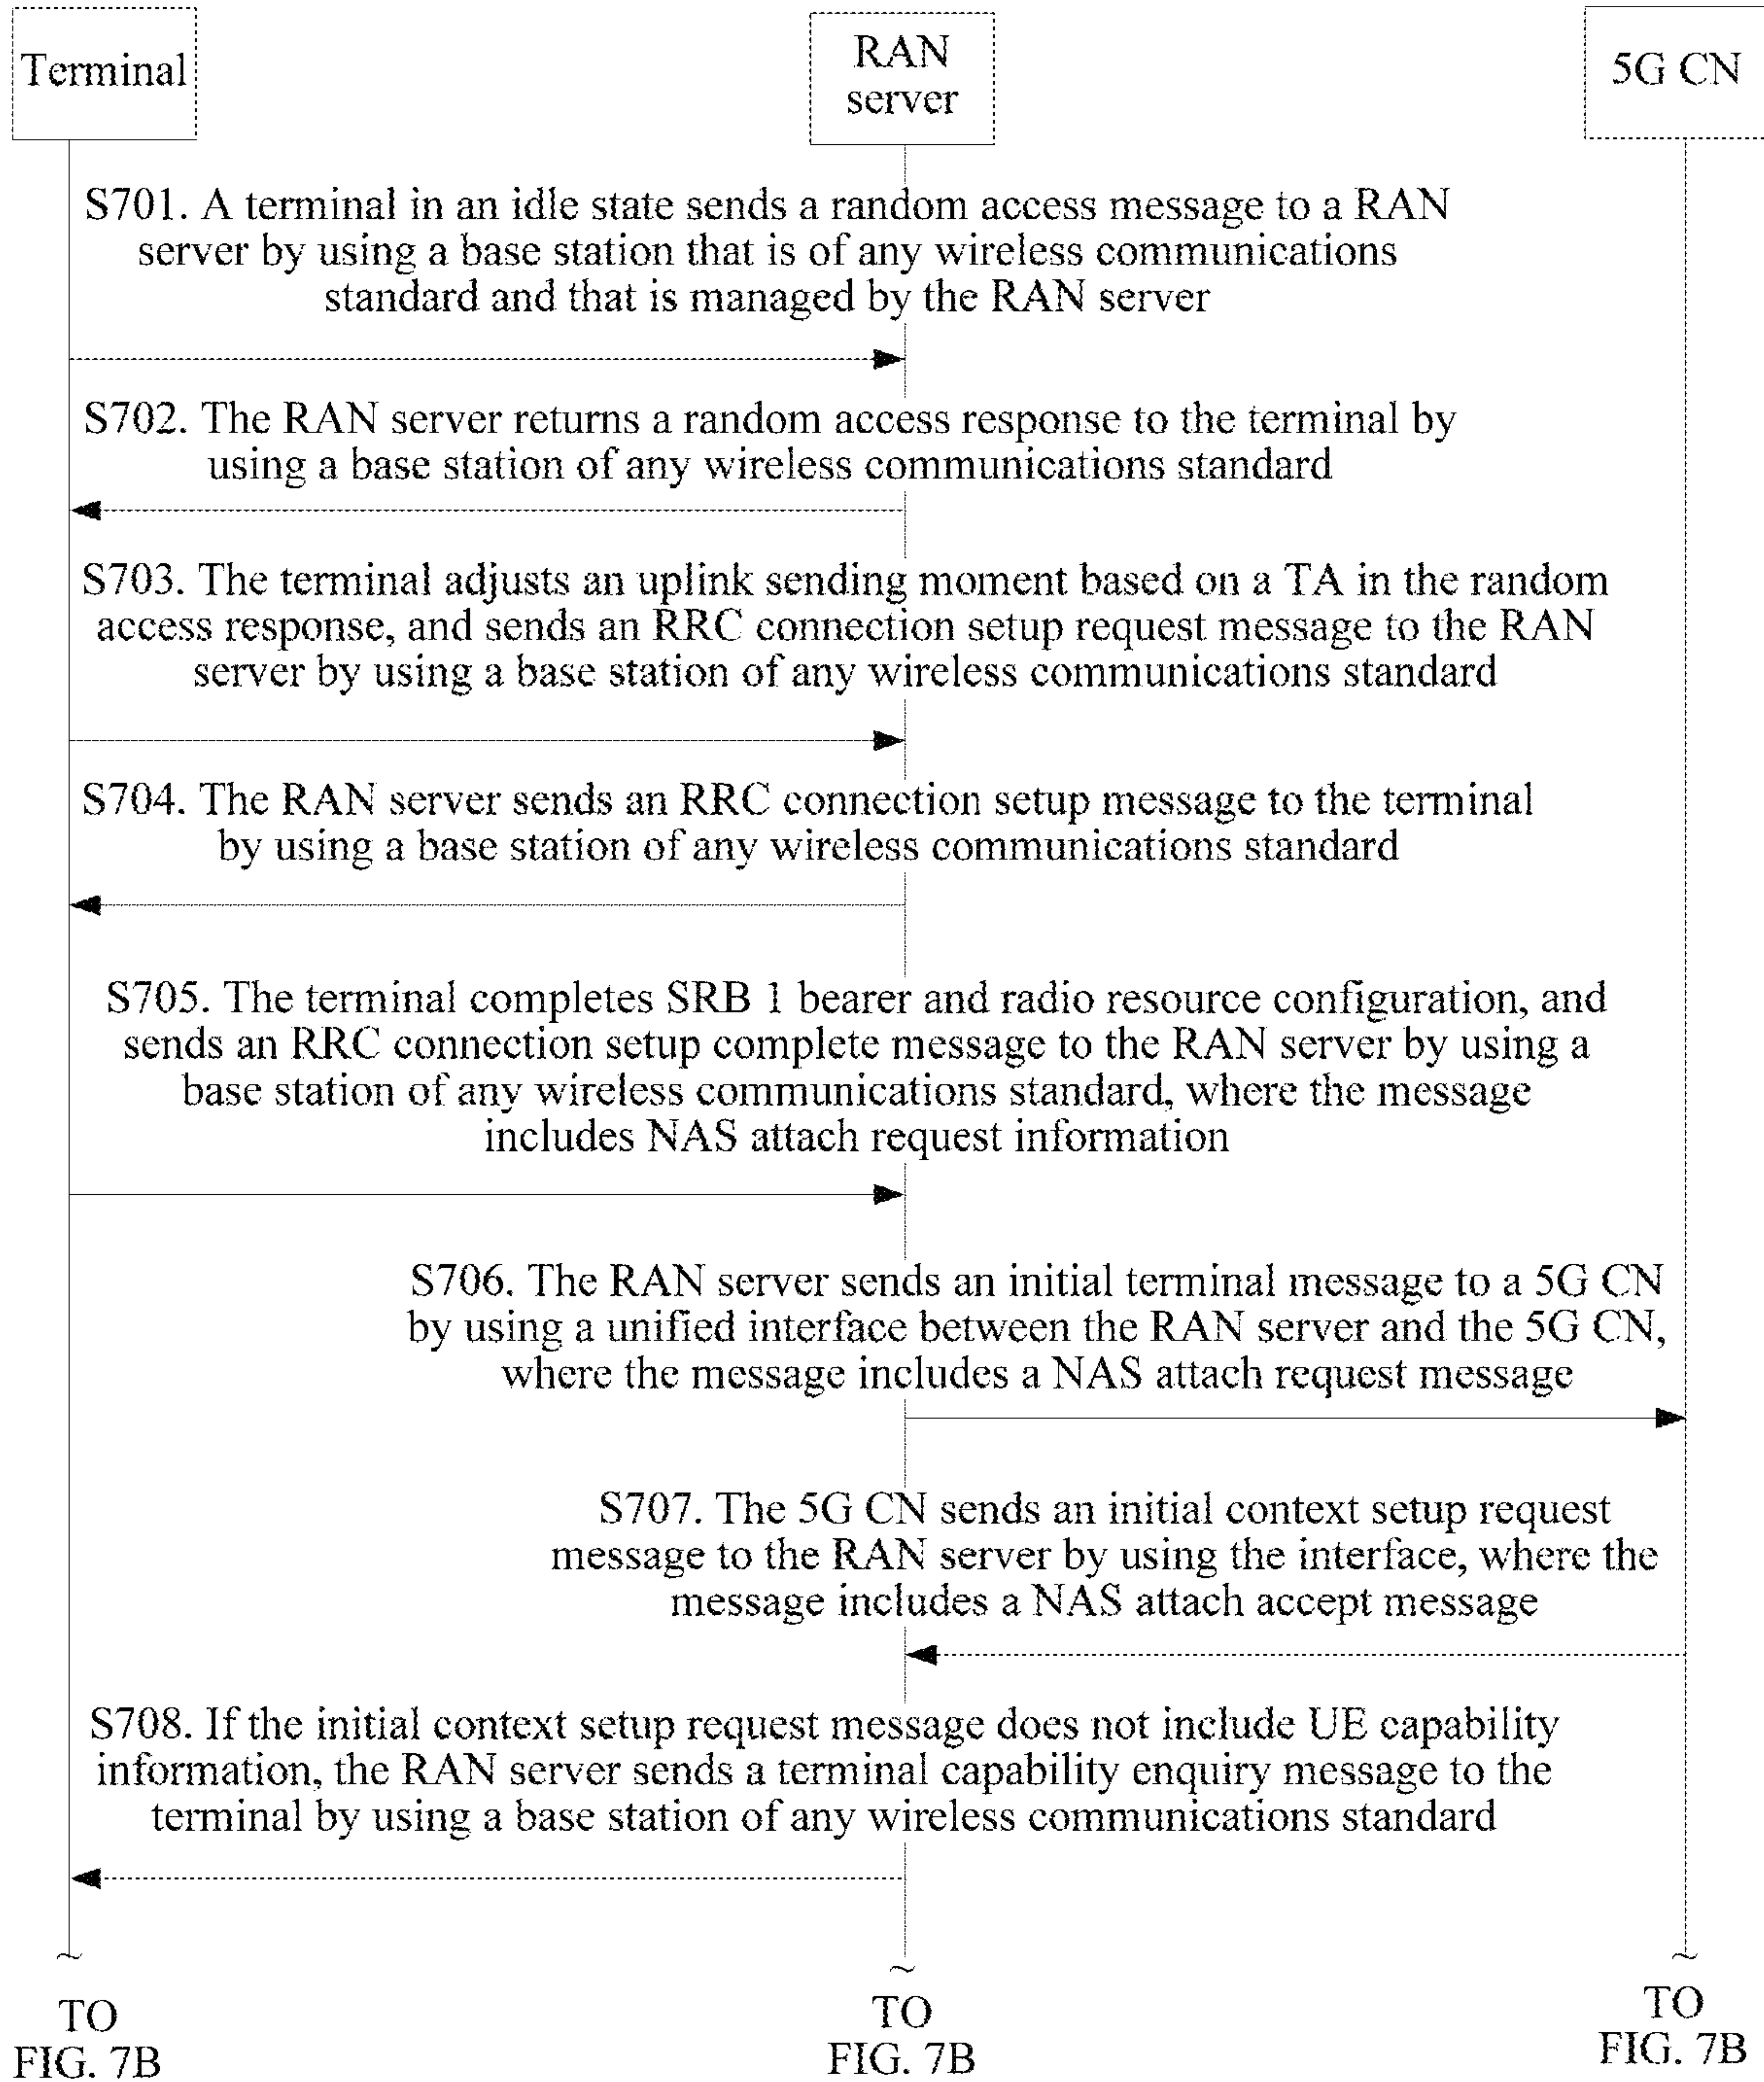 Terminal
RAN
server
5G CN
S701. A terminal in an idle state sends a random access message to a RAN
server by using a base station that is of any wireless communications
standard and that is managed by the RAN server
S702. The RAN server returns a random access response to the terminal by
using a base station of any wireless communications standard
S703. The terminal adjusts an uplink sending moment based on a TA in the random
access response, and sends an RRC connection setup request message to the RAN
server by using a base station of any wireless communications standard
S704. The RAN server sends an RRC connection setup message to the terminal
by using a base station of any wireless communications standard
S705. The terminal completes SRB 1 bearer and radio resource configuration, and
sends an RRC connection setup complete message to the RAN server by using a
base station of any wireless communications standard, where the message
includes NAS attach request information
S706. The RAN server sends an initial terminal message to a 5G CN
by using a unified interface between the RAN server and the 5G CN,
where the message includes a NAS attach request message
S707. The 5G CN sends an initial context setup request
message to the RAN server by using the interface, where the
message includes a NAS attach accept message
S708. If the initial context setup request message does not include UE capability
information, the RAN server sends a terminal capability enquiry message to the
terminal by using a base station of any wireless communications standard
TO
FIG. 7B
TO
FIG. 7B
TO
FIG. 7B